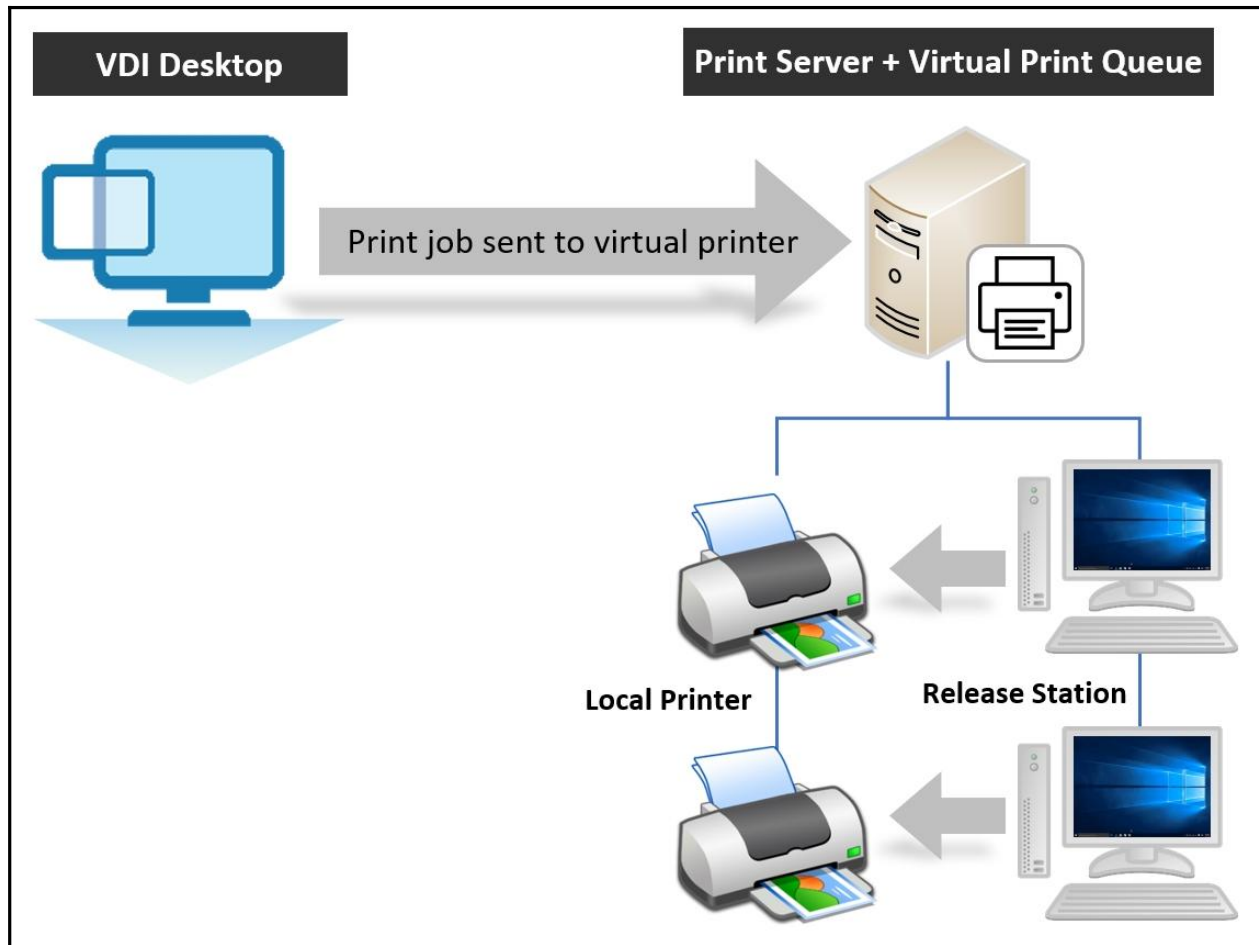 VDI Desktop
Print Server + Virtual Print Queue
Print job sent to virtual printer
Local Printer
Release Station